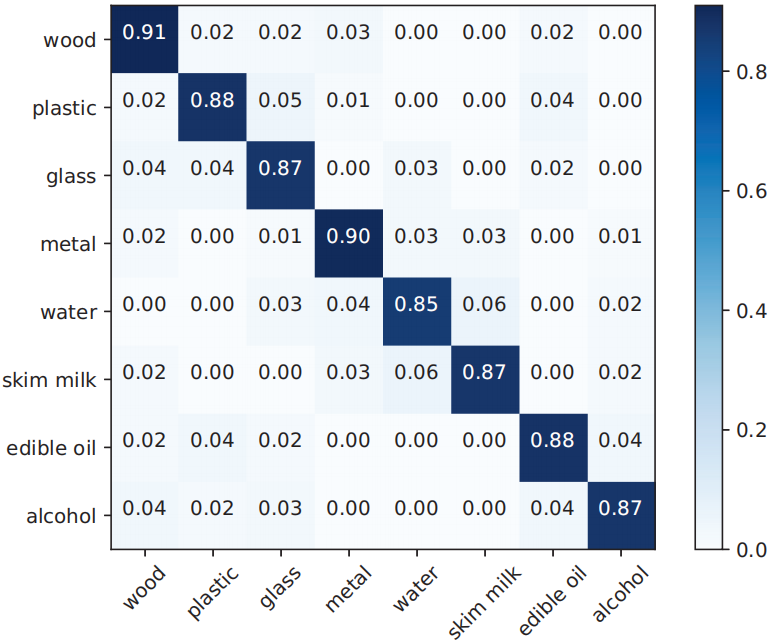 wood 0.91 0.02 0.02 0.03 0.00 0.00 0.02 0.00
plastic 0.02 0.88 0.05 0.01 0.00 0.00 0.04 0.00
glass 0.04 0.04 0.87 0.00 0.03 0.00 0.02 0.00
metal 0.02 0.00 0.01 0.90 0.03 0.03 0.00 0.01
water 0.00 0.00 0.03 0.04 0.85 0.06 0.00 0.02
skim milk 0.02 0.00 0.00 0.03 0.06 0.87 0.00 0.02
edible oil 0.02 0.04 0.02 0.00 0.00 0.00 0.88 0.04
alcohol 0.04 0.02 0.03 0.00 0.00 0.00 0.04 0.87
wood plastic glass metal water skim milk edible oil alcohol
0.8
0.6
0.4
0.2
0.0